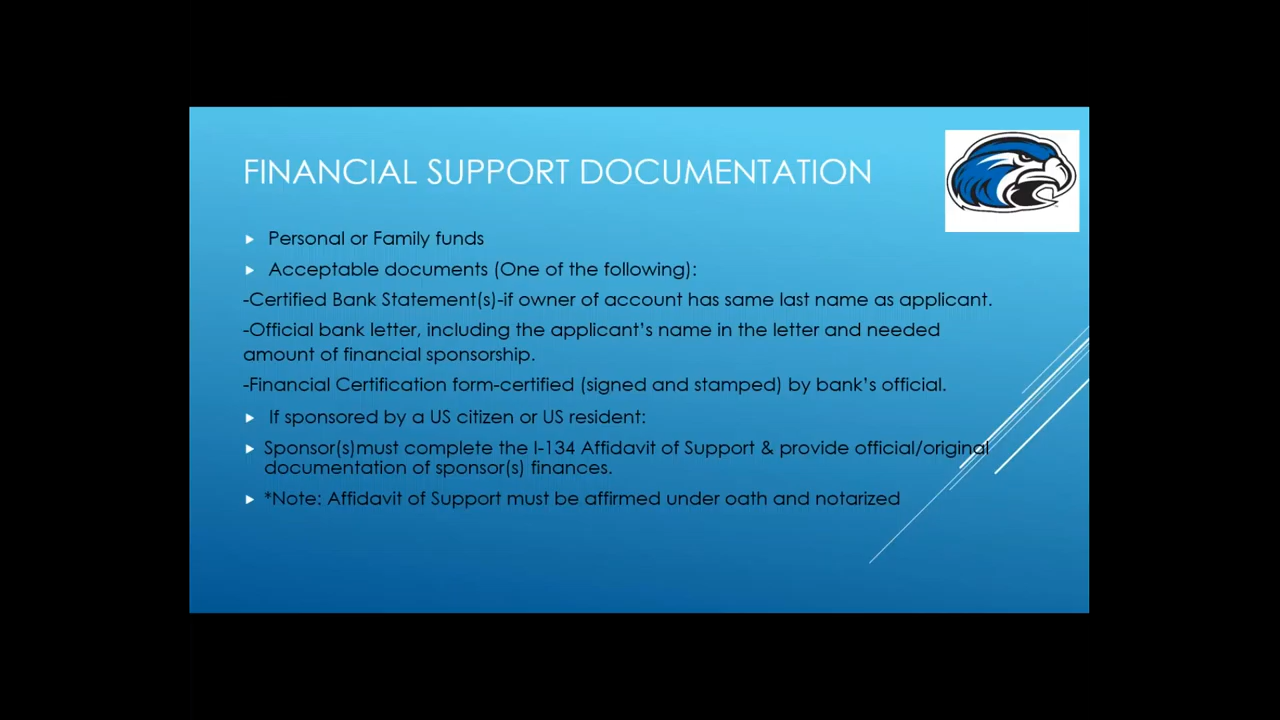 FINANCIAL SUPPORT DOCUMENTATION
Personal or Family funds
Acceptable documents (One of the following):
-Certified Bank Statement(s)-if owner of account has same last name as applicant.
-Official bank letter, including the applicant’s name in the letter and needed
amount of financial sponsorship.
-Financial Certification form-certified (signed and stamped) by bank’s official.
If sponsored by a US citizen or US resident:
Sponsor(s)must complete the I-134 Affidavit of Support & provide official/original
documentation of sponsor(s) finances.
*Note: Affidavit of Support must be affirmed under oath and notarized